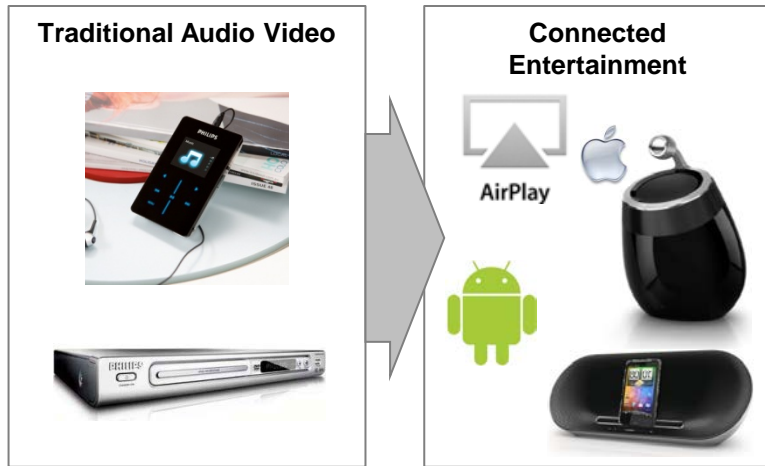 Traditional Audio Video
PHILIPS
PHILIPS
Connected
Entertainment
AirPlay